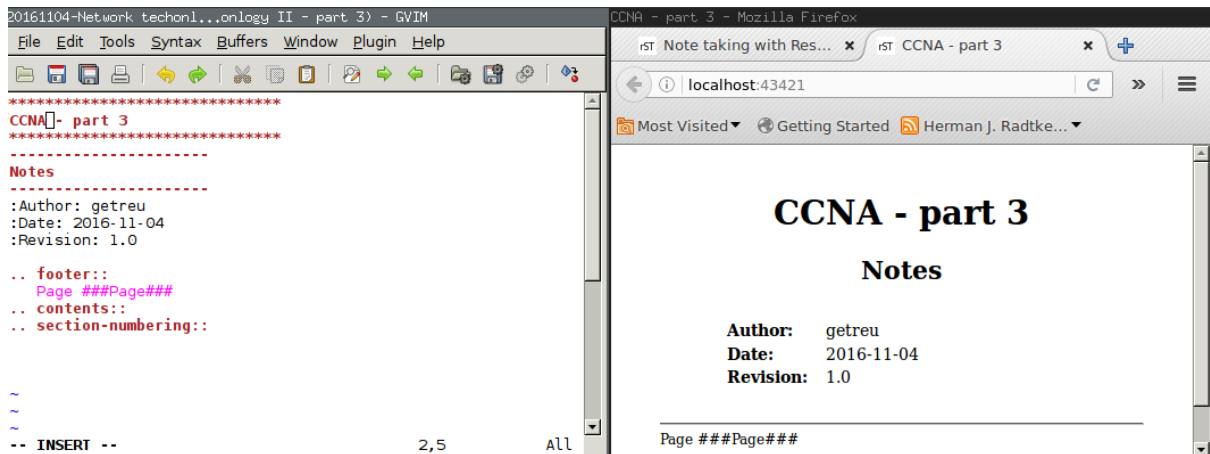 20161104-Network techonl...onlogy II - part 3) - GVIM
File Edit Tools Syntax Buffers Window Plugin Help
******************************
CCNA - part 3
******************************
----------------------
Notes
----------------------
:Author: getreu
:Date: 2016-11-04
:Revision: 1.0
.. footer::
Page ###Page###
.. contents::
.. section-numbering::
~
~
~
-- INSERT -- 2,5 All
CCNA - part 3 - Mozilla Firefox
rST Note taking with Res... × rST CCNA - part 3 ×
localhost:43421
Most Visited Getting Started Herman J. Radtke...
CCNA - part 3
Notes
Author: getreu
Date: 2016-11-04
Revision: 1.0
Page ###Page###